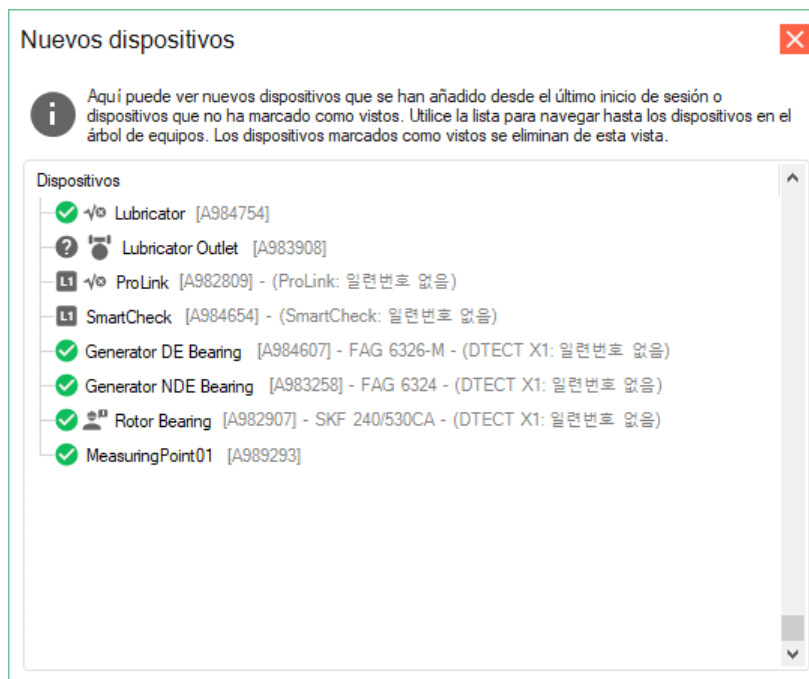 Nuevos dispositivos
Aquí puede ver nuevos dispositivos que se han añadido desde el último inicio de sesión o
dispositivos que no ha marcado como vistos. Utilice la lista para navegar hasta los dispositivos en el
árbol de equipos. Los dispositivos marcados como vistos se eliminan de esta vista.
Dispositivos
Lubricator [A984754]
Lubricator Outlet [A983908]
L1 ProLink [A982809] - (ProLink: 일련번호 없음)
L1 SmartCheck [A984654] - (SmartCheck: 일련번호 없음)
Generator DE Bearing [A984607] - FAG 6326-M - (DTECT X1: 일련번호 없음)
Generator NDE Bearing [A983258] - FAG 6324 - (DTECT X1: 일련번호 없음)
Rotor Bearing [A982907] - SKF 240/530CA - (DTECT X1: 일련번호 없음)
MeasuringPoint01 [A989293]